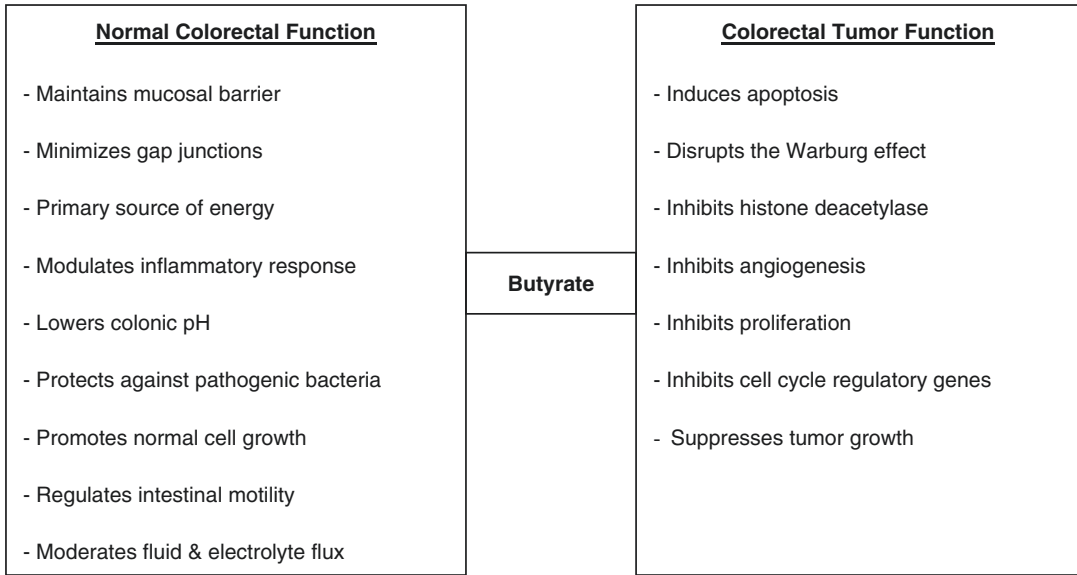 Normal Colorectal Function
- Maintains mucosal barrier
- Minimizes gap junctions
- Primary source of energy
- Modulates inflammatory response
- Lowers colonic pH
- Protects against pathogenic bacteria
- Promotes normal cell growth
- Regulates intestinal motility
- Moderates fluid & electrolyte flux
Butyrate
Colorectal Tumor Function
- Induces apoptosis
- Disrupts the Warburg effect
- Inhibits histone deacetylase
- Inhibits angiogenesis
- Inhibits proliferation
- Inhibits cell cycle regulatory genes
- Suppresses tumor growth